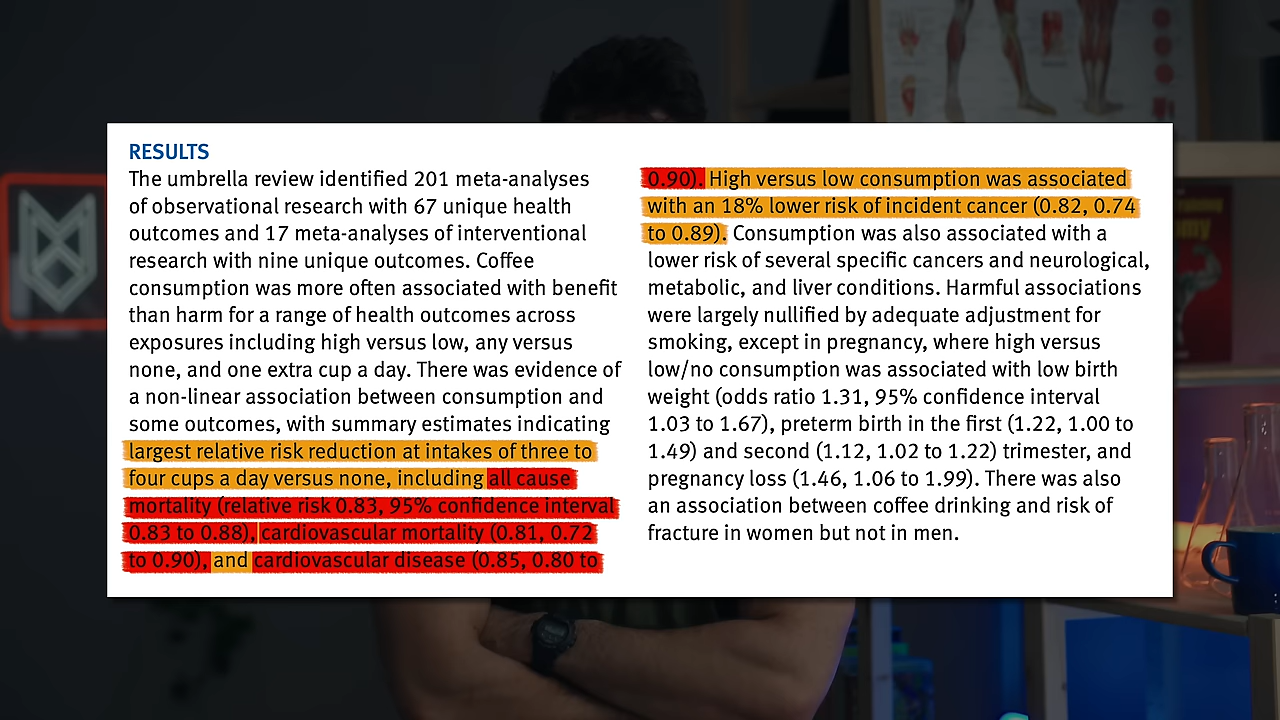 RESULTS
The umbrella review identified 201 meta-analyses
of observational research with 67 unique health
outcomes and 17 meta-analyses of interventional
research with nine unique outcomes. Coffee
consumption was more often associated with benefit
than harm for a range of health outcomes across
exposures including high versus low, any versus
none, and one extra cup a day. There was evidence of
a non-linear association between consumption and
some outcomes, with summary estimates indicating
largest relative risk reduction at intakes of three to
four cups a day versus none, including all cause
mortality (relative risk 0.83, 95% confidence interval
0.83 to 0.88), cardiovascular mortality (0.81, 0.72
to 0.90), and cardiovascular disease (0.85, 0.80 to
0.90). High versus low consumption was associated
with an 18% lower risk of incident cancer (0.82, 0.74
to 0.89). Consumption was also associated with a
lower risk of several specific cancers and neurological,
metabolic, and liver conditions. Harmful associations
were largely nullified by adequate adjustment for
smoking, except in pregnancy, where high versus
low/no consumption was associated with low birth
weight (odds ratio 1.31, 95% confidence interval
1.03 to 1.67), preterm birth in the first (1.22, 1.00 to
1.49) and second (1.12, 1.02 to 1.22) trimester, and
pregnancy loss (1.46, 1.06 to 1.99). There was also
an association between coffee drinking and risk of
fracture in women but not in men.